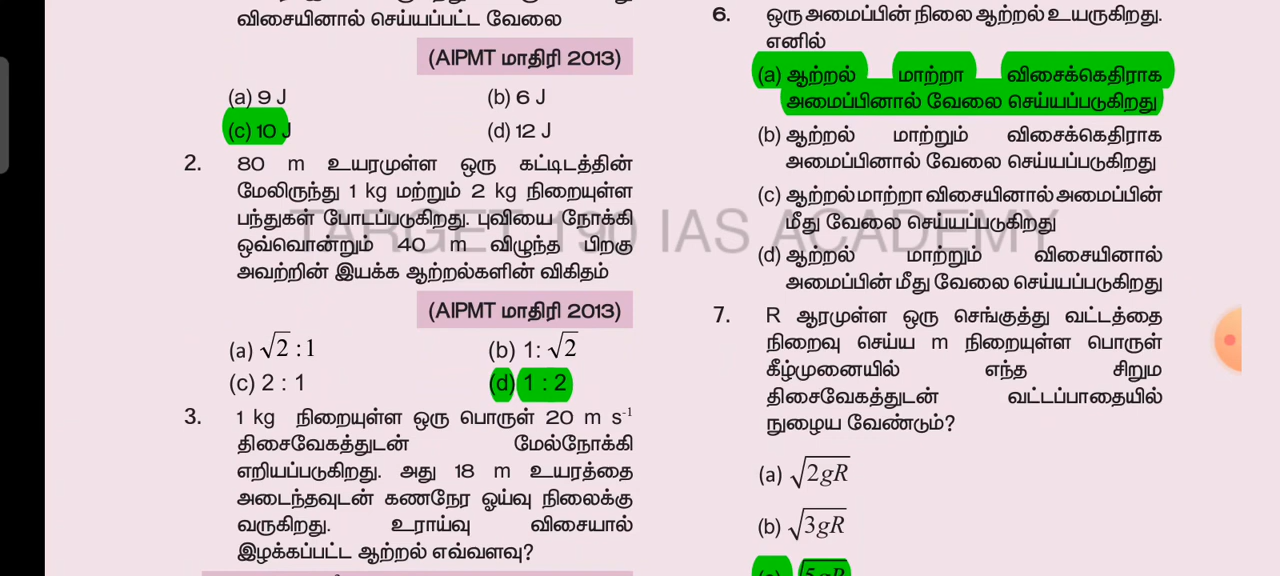 விசையினால் செய்யப்பட்ட வேலை
(AIPMT மாதிரி 2013)
(a) 9 J (b) 6 J
(c) 10 J (d) 12 J
2. 80 m உயரமுள்ள ஒரு கட்டிடத்தின்
மேலிருந்து 1 kg மற்றும் 2 kg நிறையுள்ள
பந்துகள் போடப்படுகிறது. புவியை நோக்கி
ஒவ்வொன்றும் 40 m விழுந்த பிறகு
அவற்றின் இயக்க ஆற்றல்களின் விகிதம்
(AIPMT மாதிரி 2013)
(a) √2 : 1 (b) 1: √2
(c) 2 : 1 (d) 1 : 2
3. 1 kg நிறையுள்ள ஒரு பொருள் 20 m s⁻¹
திசைவேகத்துடன் மேல்நோக்கி
எறியப்படுகிறது. அது 18 m உயரத்தை
அடைந்தவுடன் கணநேர ஓய்வு நிலைக்கு
வருகிறது. உராய்வு விசையால்
இழக்கப்பட்ட ஆற்றல் எவ்வளவு?
6. ஒரு அமைப்பின் நிலை ஆற்றல் உயருகிறது.
எனில்
(a) ஆற்றல் மாற்றா விசைக்கெதிராக
அமைப்பினால் வேலை செய்யப்படுகிறது
(b) ஆற்றல் மாற்றும் விசைக்கெதிராக
அமைப்பினால் வேலை செய்யப்படுகிறது
(c) ஆற்றல் மாற்றா விசையினால் அமைப்பின்
மீது வேலை செய்யப்படுகிறது
(d) ஆற்றல் மாற்றும் விசையினால்
அமைப்பின் மீது வேலை செய்யப்படுகிறது
7. R ஆரமுள்ள ஒரு செங்குத்து வட்டத்தை
நிறைவு செய்ய m நிறையுள்ள பொருள்
கீழ்முனையில் எந்த சிறும
திசைவேகத்துடன் வட்டப்பாதையில்
நுழைய வேண்டும்?
(a) √2gR
(b) √3gR
TARGET 190 IAS ACADEMY